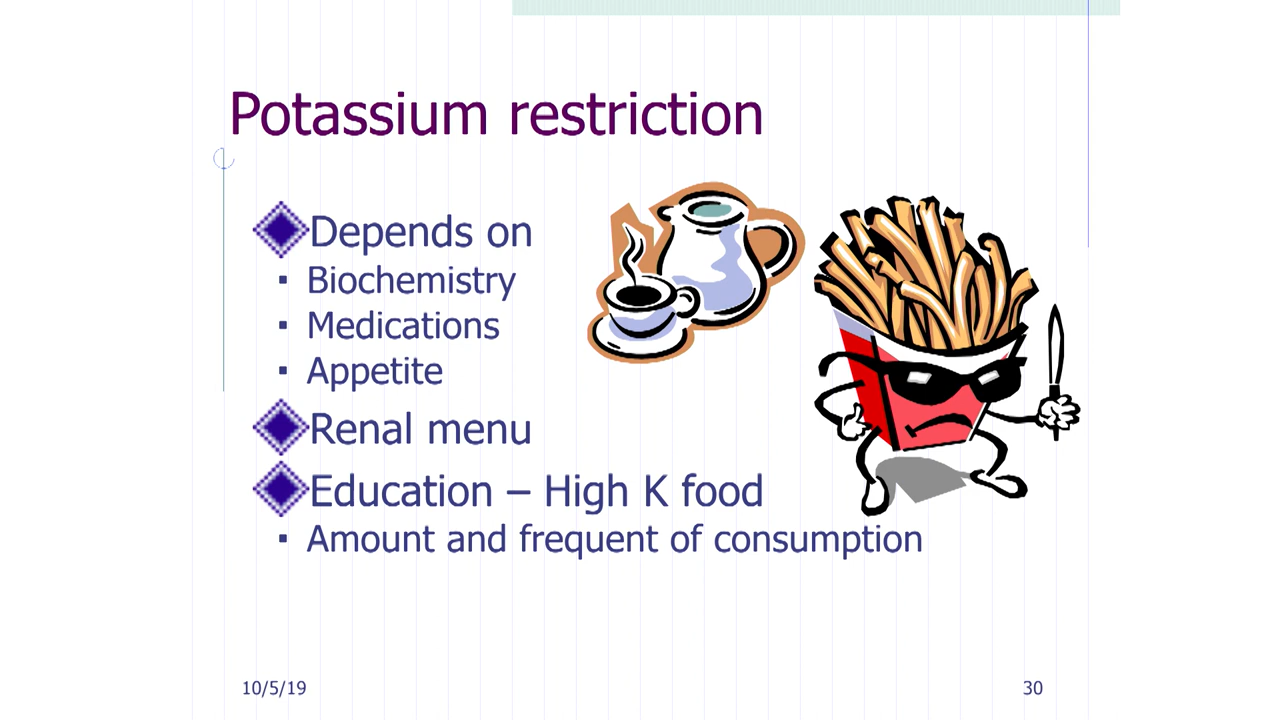 Potassium restriction
Depends on
▪ Biochemistry
▪ Medications
▪ Appetite
Renal menu
Education – High K food
▪ Amount and frequent of consumption
10/5/19
30